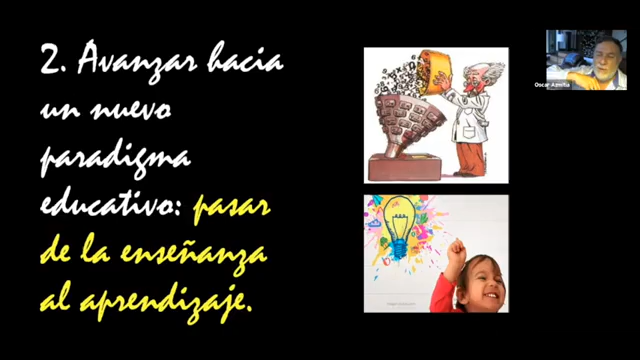 2. Avanzar hacia
un nuevo
paradigma
educativo: pasar
de la enseñanza
al aprendizaje.
Oscar Azmitia